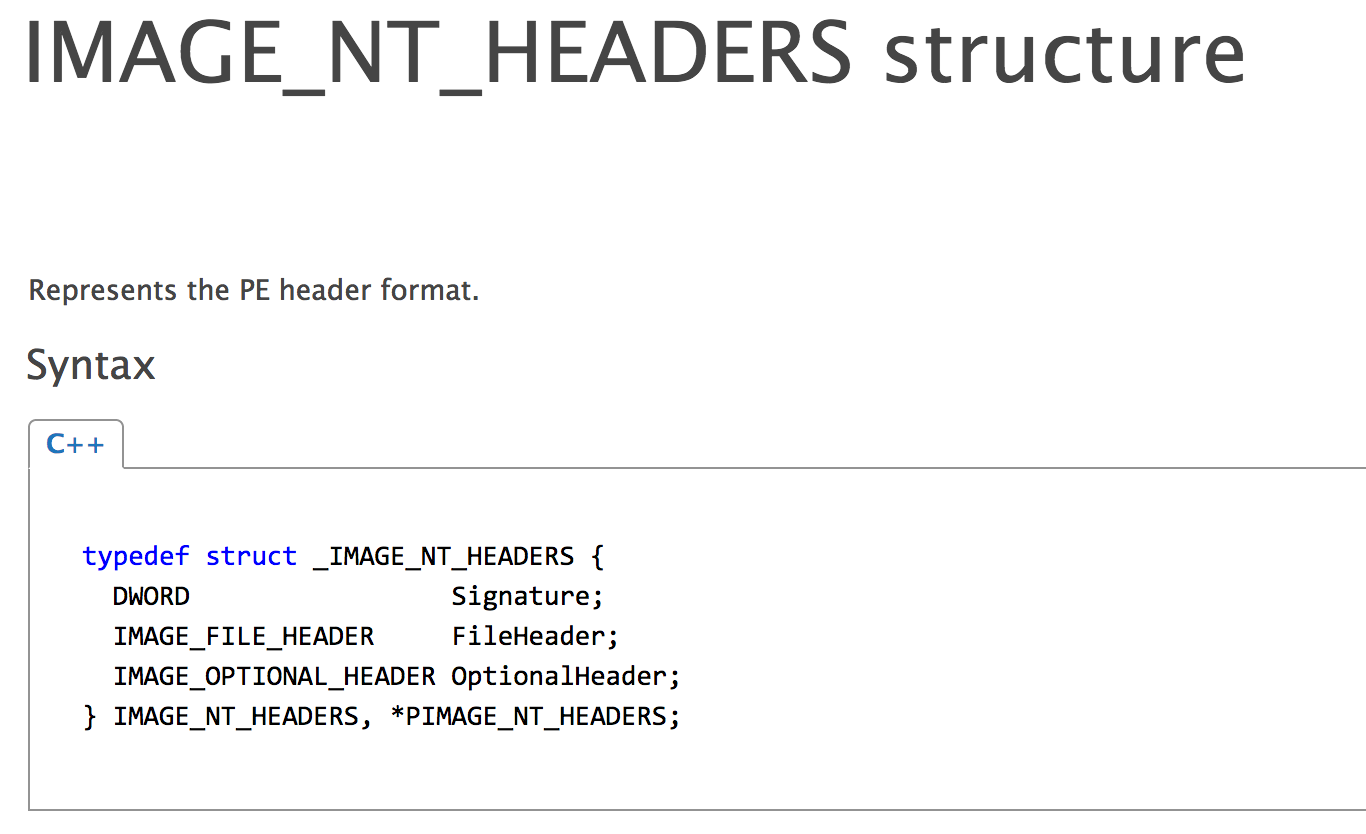 IMAGE_NT_HEADERS structure
Represents the PE header format.
Syntax
C++
typedef struct _IMAGE_NT_HEADERS {
  DWORD                 Signature;
  IMAGE_FILE_HEADER     FileHeader;
  IMAGE_OPTIONAL_HEADER OptionalHeader;
} IMAGE_NT_HEADERS, *PIMAGE_NT_HEADERS;